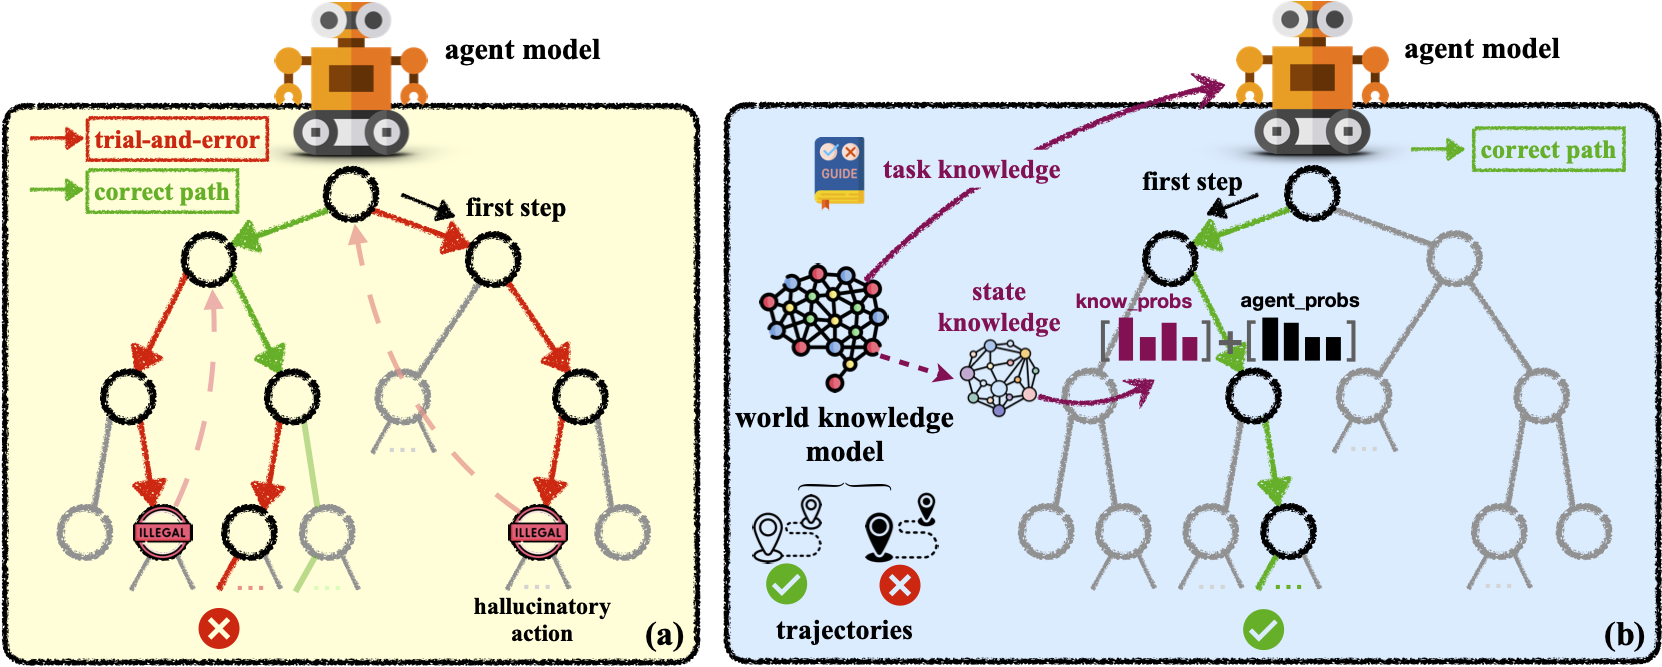 agent model
trial-and-error
correct path
first step
ILLEGAL
ILLEGAL
...
...
...
...
hallucinatory
action
(a)
agent model
correct path
GUIDE
task knowledge
first step
state
knowledge
know_probs
agent_probs
[ ] + [ ]
world knowledge
model
...
...
...
...
trajectories
(b)